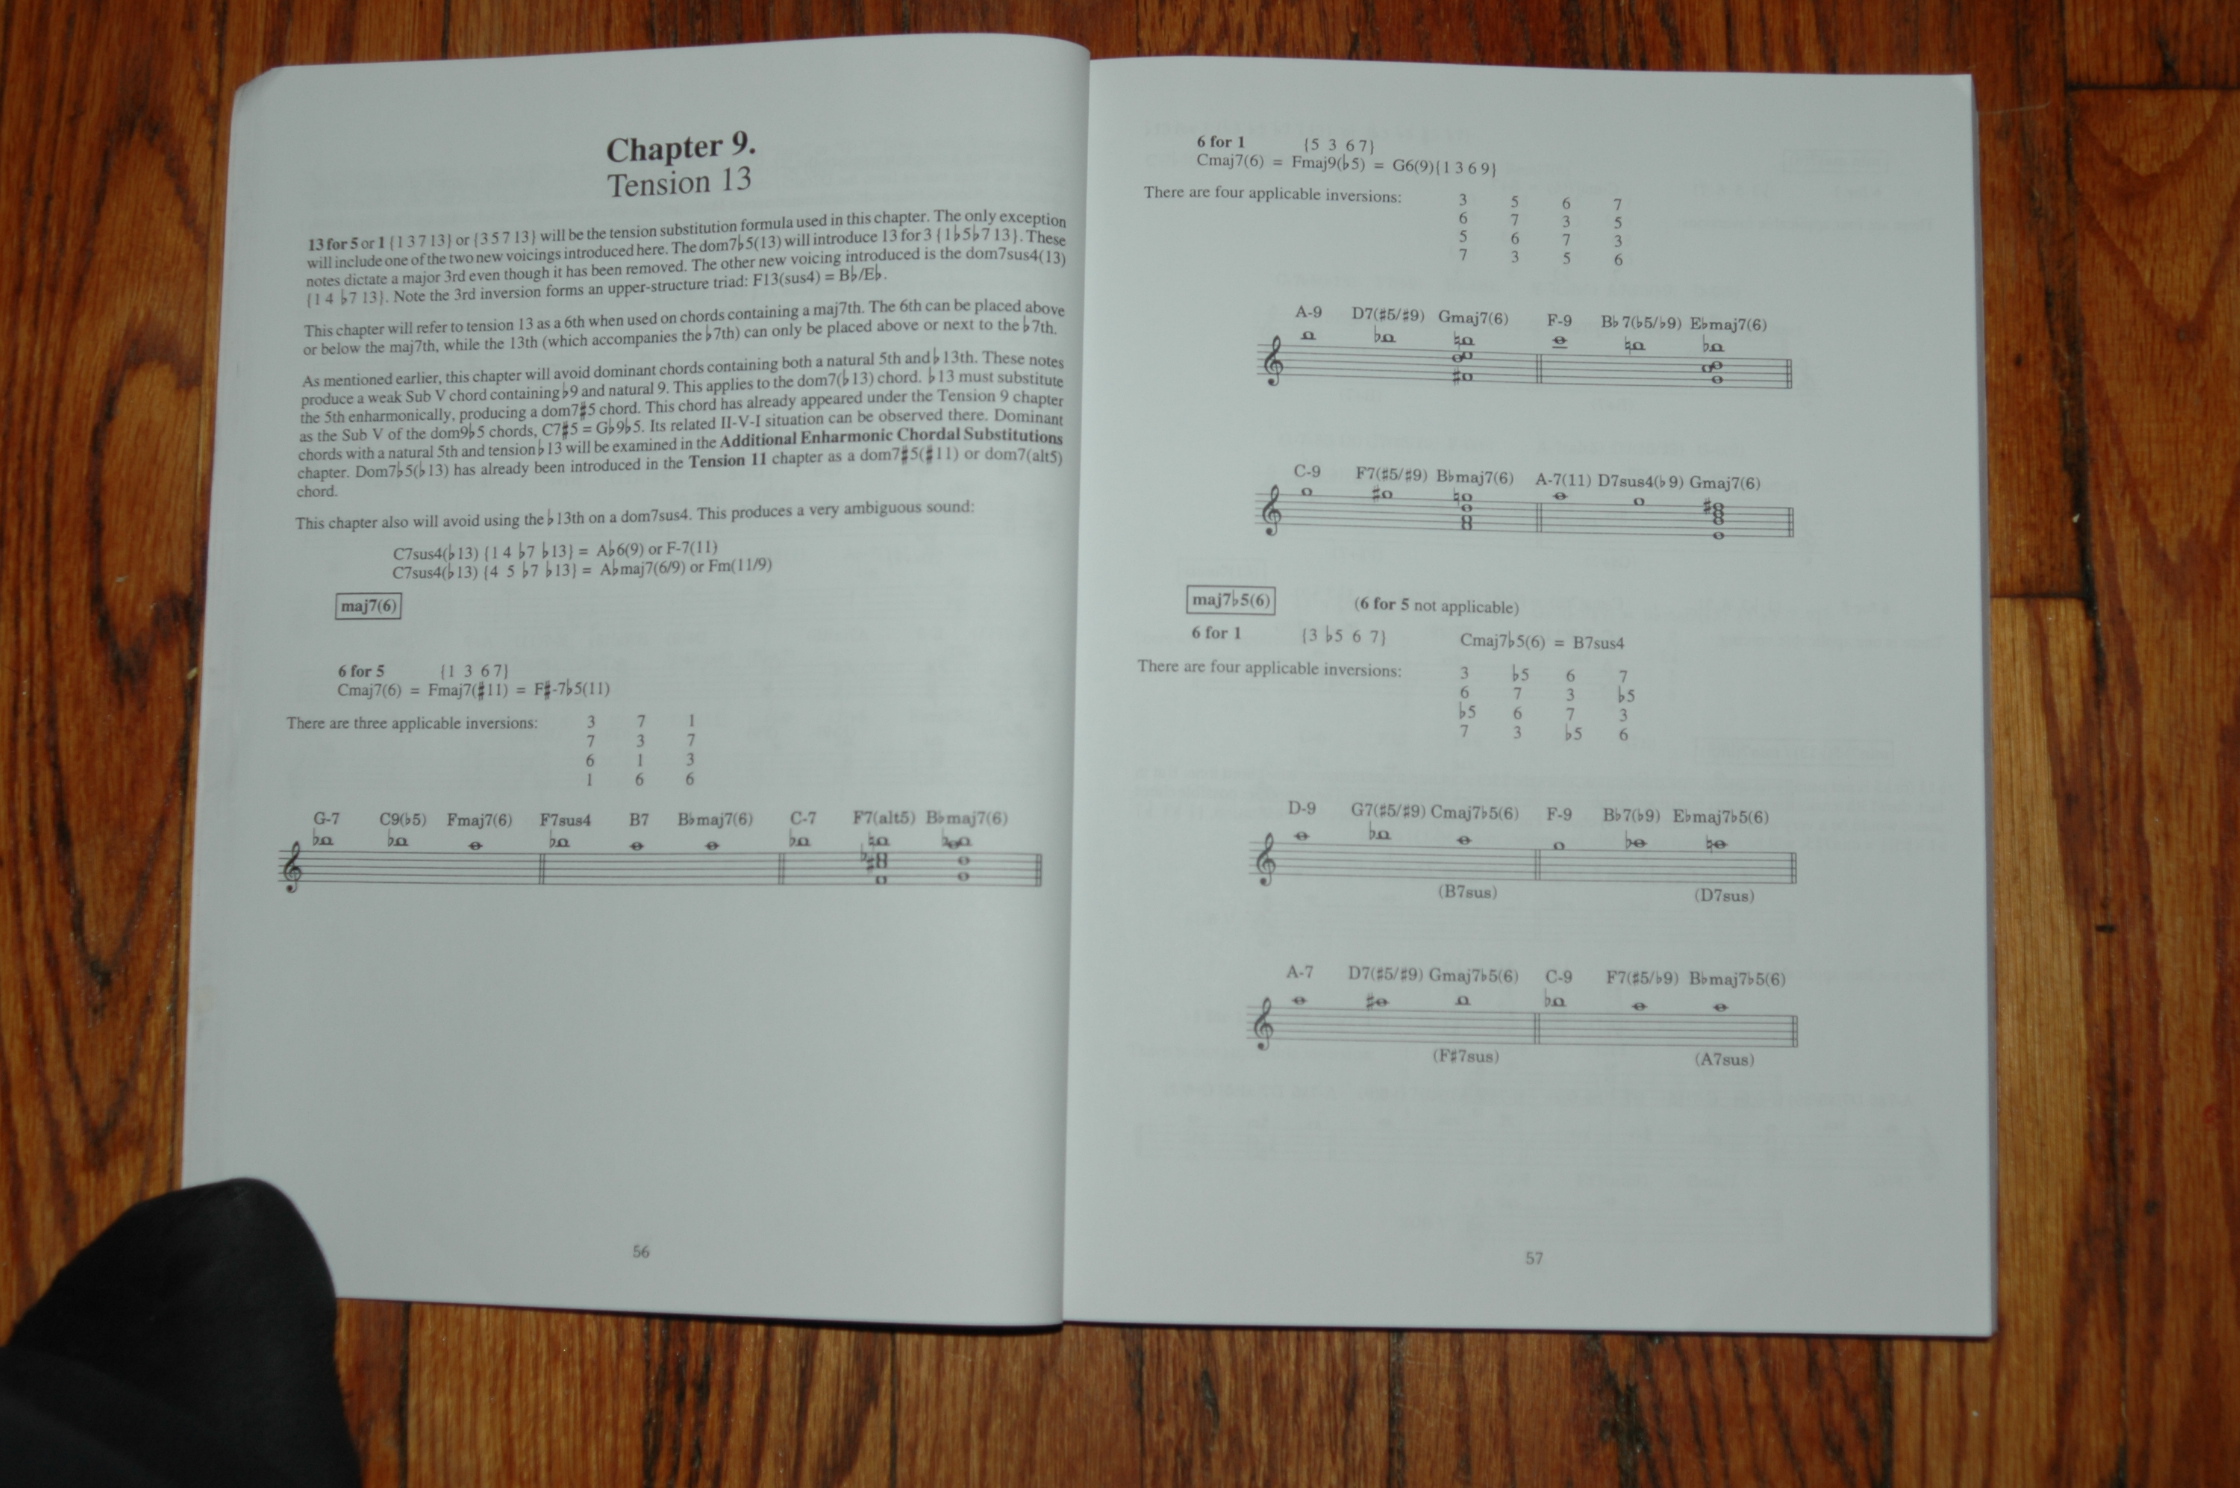 Chapter 9.
Tension 13
13 for 5 or 1 {1 3 7 13} or {3 5 7 13} will be the tension substitution formula used in this chapter. The only exception
will include one of the two new voicings introduced here. The dom7♭5(13) will introduce 13 for 3 {1♭5♭7 13}. These
notes dictate a major 3rd even though it has been removed. The other new voicing introduced is the dom7sus4(13)
{1 4 ♭7 13}. Note the 3rd inversion forms an upper-structure triad: F13(sus4) = B♭/E♭.
This chapter will refer to tension 13 as a 6th when used on chords containing a maj7th. The 6th can be placed above
or below the maj7th, while the 13th (which accompanies the ♭7th) can only be placed above or next to the ♭7th.
As mentioned earlier, this chapter will avoid dominant chords containing both a natural 5th and ♭13th. These notes
produce a weak Sub V chord containing ♭9 and natural 9. This applies to the dom7(♭13) chord. ♭13 must substitute
the 5th enharmonically, producing a dom7♯5 chord. This chord has already appeared under the Tension 9 chapter
as the Sub V of the dom9♭5 chords, C7♯5 = G♭9♭5. Its related II-V-I situation can be observed there. Dominant
chords with a natural 5th and tension ♭13 will be examined in the Additional Enharmonic Chordal Substitutions
chapter. Dom7♭5(♭13) has already been introduced in the Tension 11 chapter as a dom7♯5(♯11) or dom7(alt5)
chord.
This chapter also will avoid using the ♭13th on a dom7sus4. This produces a very ambiguous sound:
C7sus4(♭13) {1 4 ♭7 ♭13} = A♭6(9) or F-7(11)
C7sus4(♭13) {4 5 ♭7 ♭13} = A♭maj7(6/9) or Fm(11/9)
maj7(6)
6 for 5 {1 3 6 7}
Cmaj7(6) = Fmaj7(♯11) = F♯-7♭5(11)
There are three applicable inversions: 3 7 1
7 3 7
6 1 3
1 6 6
G-7 C9(♭5) Fmaj7(6) F7sus4 B7 B♭maj7(6) C-7 F7(alt5) B♭maj7(6)
56
6 for 1 {5 3 6 7}
Cmaj7(6) = Fmaj9(♭5) = G6(9){1 3 6 9}
There are four applicable inversions: 3 5 6 7
6 7 3 5
5 6 7 3
7 3 5 6
A-9 D7(♯5/♯9) Gmaj7(6) F-9 B♭7(♭5/♭9) E♭maj7(6)
C-9 F7(♯5/♯9) B♭maj7(6) A-7(11) D7sus4(♭9) Gmaj7(6)
maj7♭5(6) (6 for 5 not applicable)
6 for 1 {3 ♭5 6 7} Cmaj7♭5(6) = B7sus4
There are four applicable inversions: 3 ♭5 6 7
6 7 3 ♭5
♭5 6 7 3
7 3 ♭5 6
D-9 G7(♯5/♯9) Cmaj7♭5(6) F-9 B♭7(♭9) E♭maj7♭5(6)
(B7sus) (D7sus)
A-7 D7(♯5/♯9) Gmaj7♭5(6) C-9 F7(♯5/♭9) B♭maj7♭5(6)
(F♯7sus) (A7sus)
57